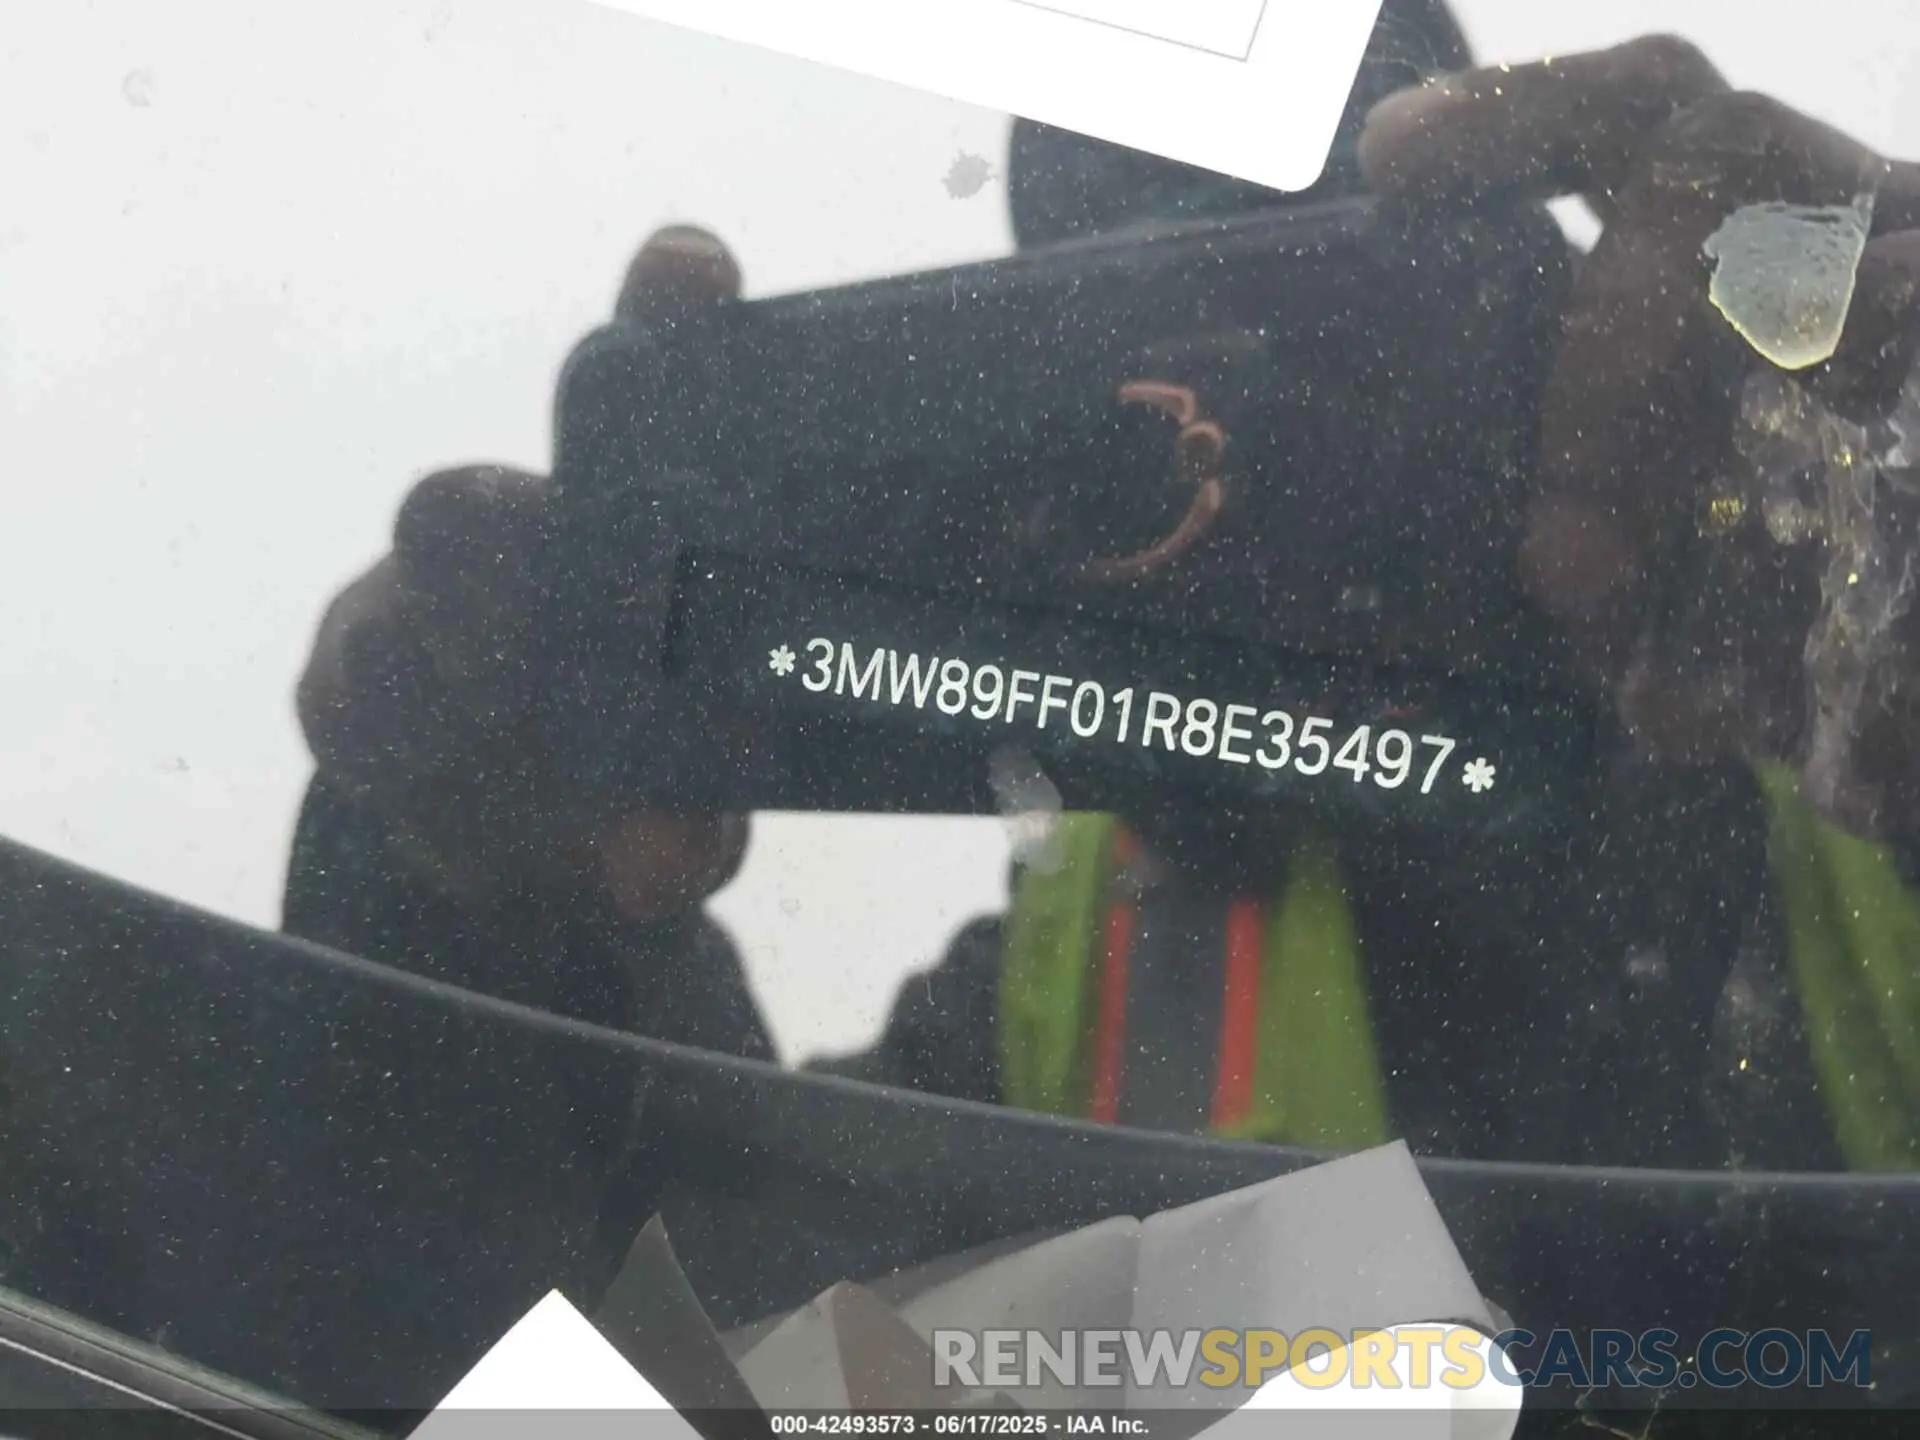 *3MW89FF01R8E35497*
RENEWSPORTSCARS.COM
000-42493573 - 06/17/2025 - IAA Inc.